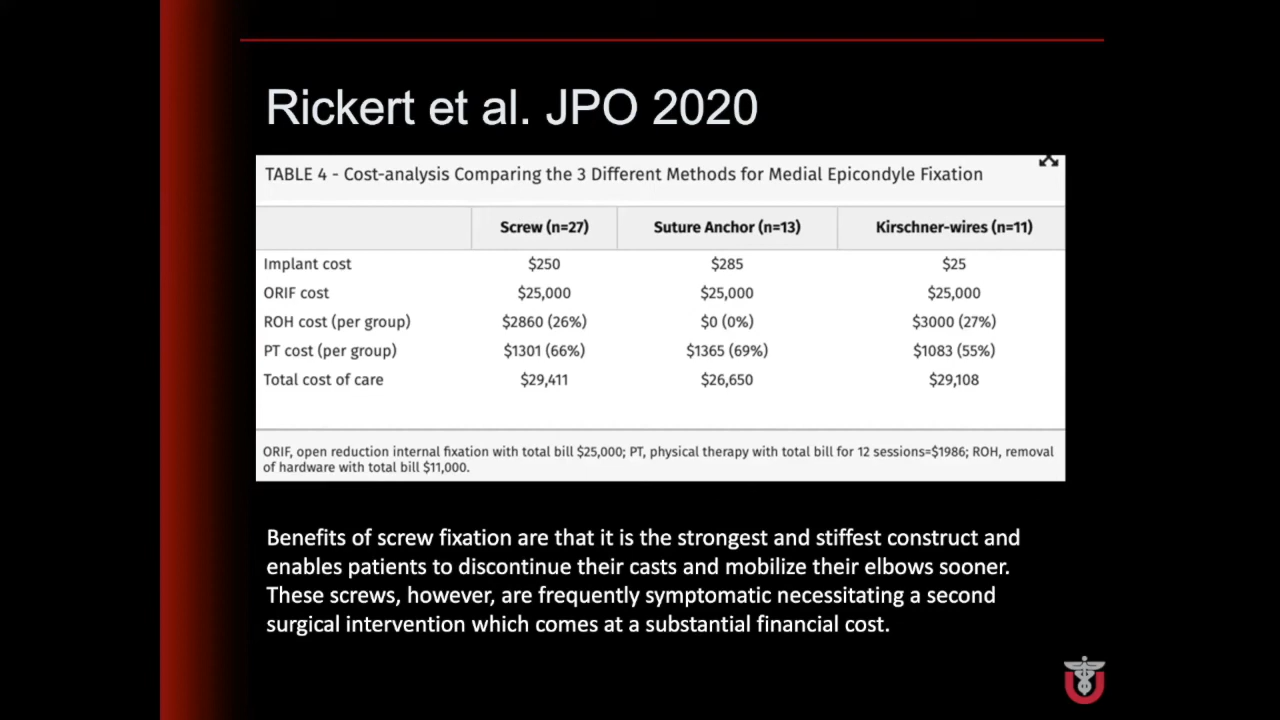 Rickert et al. JPO 2020
TABLE 4 - Cost-analysis Comparing the 3 Different Methods for Medial Epicondyle Fixation
Screw (n=27) Suture Anchor (n=13) Kirschner-wires (n=11)
Implant cost $250 $285 $25
ORIF cost $25,000 $25,000 $25,000
ROH cost (per group) $2860 (26%) $0 (0%) $3000 (27%)
PT cost (per group) $1301 (66%) $1365 (69%) $1083 (55%)
Total cost of care $29,411 $26,650 $29,108
ORIF, open reduction internal fixation with total bill $25,000; PT, physical therapy with total bill for 12 sessions=$1986; ROH, removal
of hardware with total bill $11,000.
Benefits of screw fixation are that it is the strongest and stiffest construct and
enables patients to discontinue their casts and mobilize their elbows sooner.
These screws, however, are frequently symptomatic necessitating a second
surgical intervention which comes at a substantial financial cost.